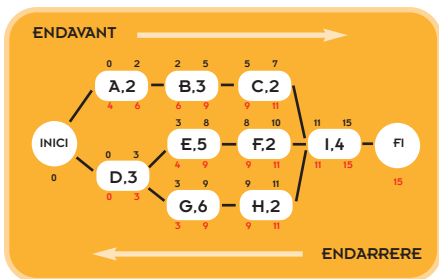 ENDAVANT
0 2 2 5 5 7
A,2 B,3 C,2
4 6 6 9 9 11
3 8 8 10 11 15
INICI E,5 F,2 I,4 FI
0 4 9 9 11 11 15 15
0 3
D,3
0 3
3 9 9 11
G,6 H,2
3 9 9 11
ENDARRERE